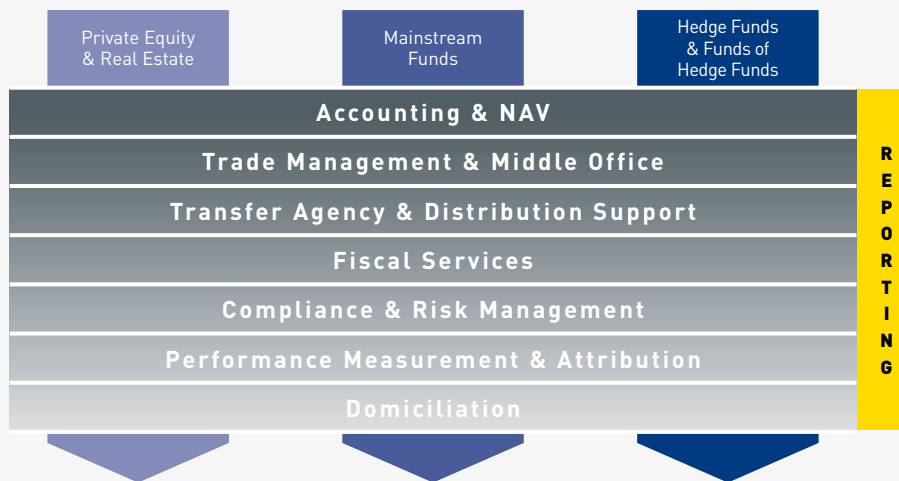 Private Equity
& Real Estate
Mainstream
Funds
Hedge Funds
& Funds of
Hedge Funds
Accounting & NAV
Trade Management & Middle Office
Transfer Agency & Distribution Support
Fiscal Services
Compliance & Risk Management
Performance Measurement & Attribution
Domiciliation
REPORTING